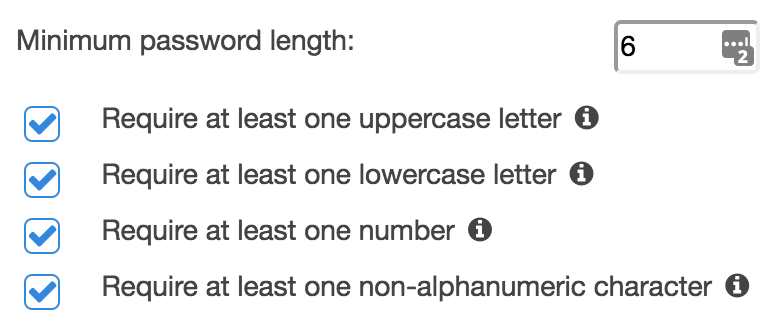 Minimum password length: 6
Require at least one uppercase letter
Require at least one lowercase letter
Require at least one number
Require at least one non-alphanumeric character